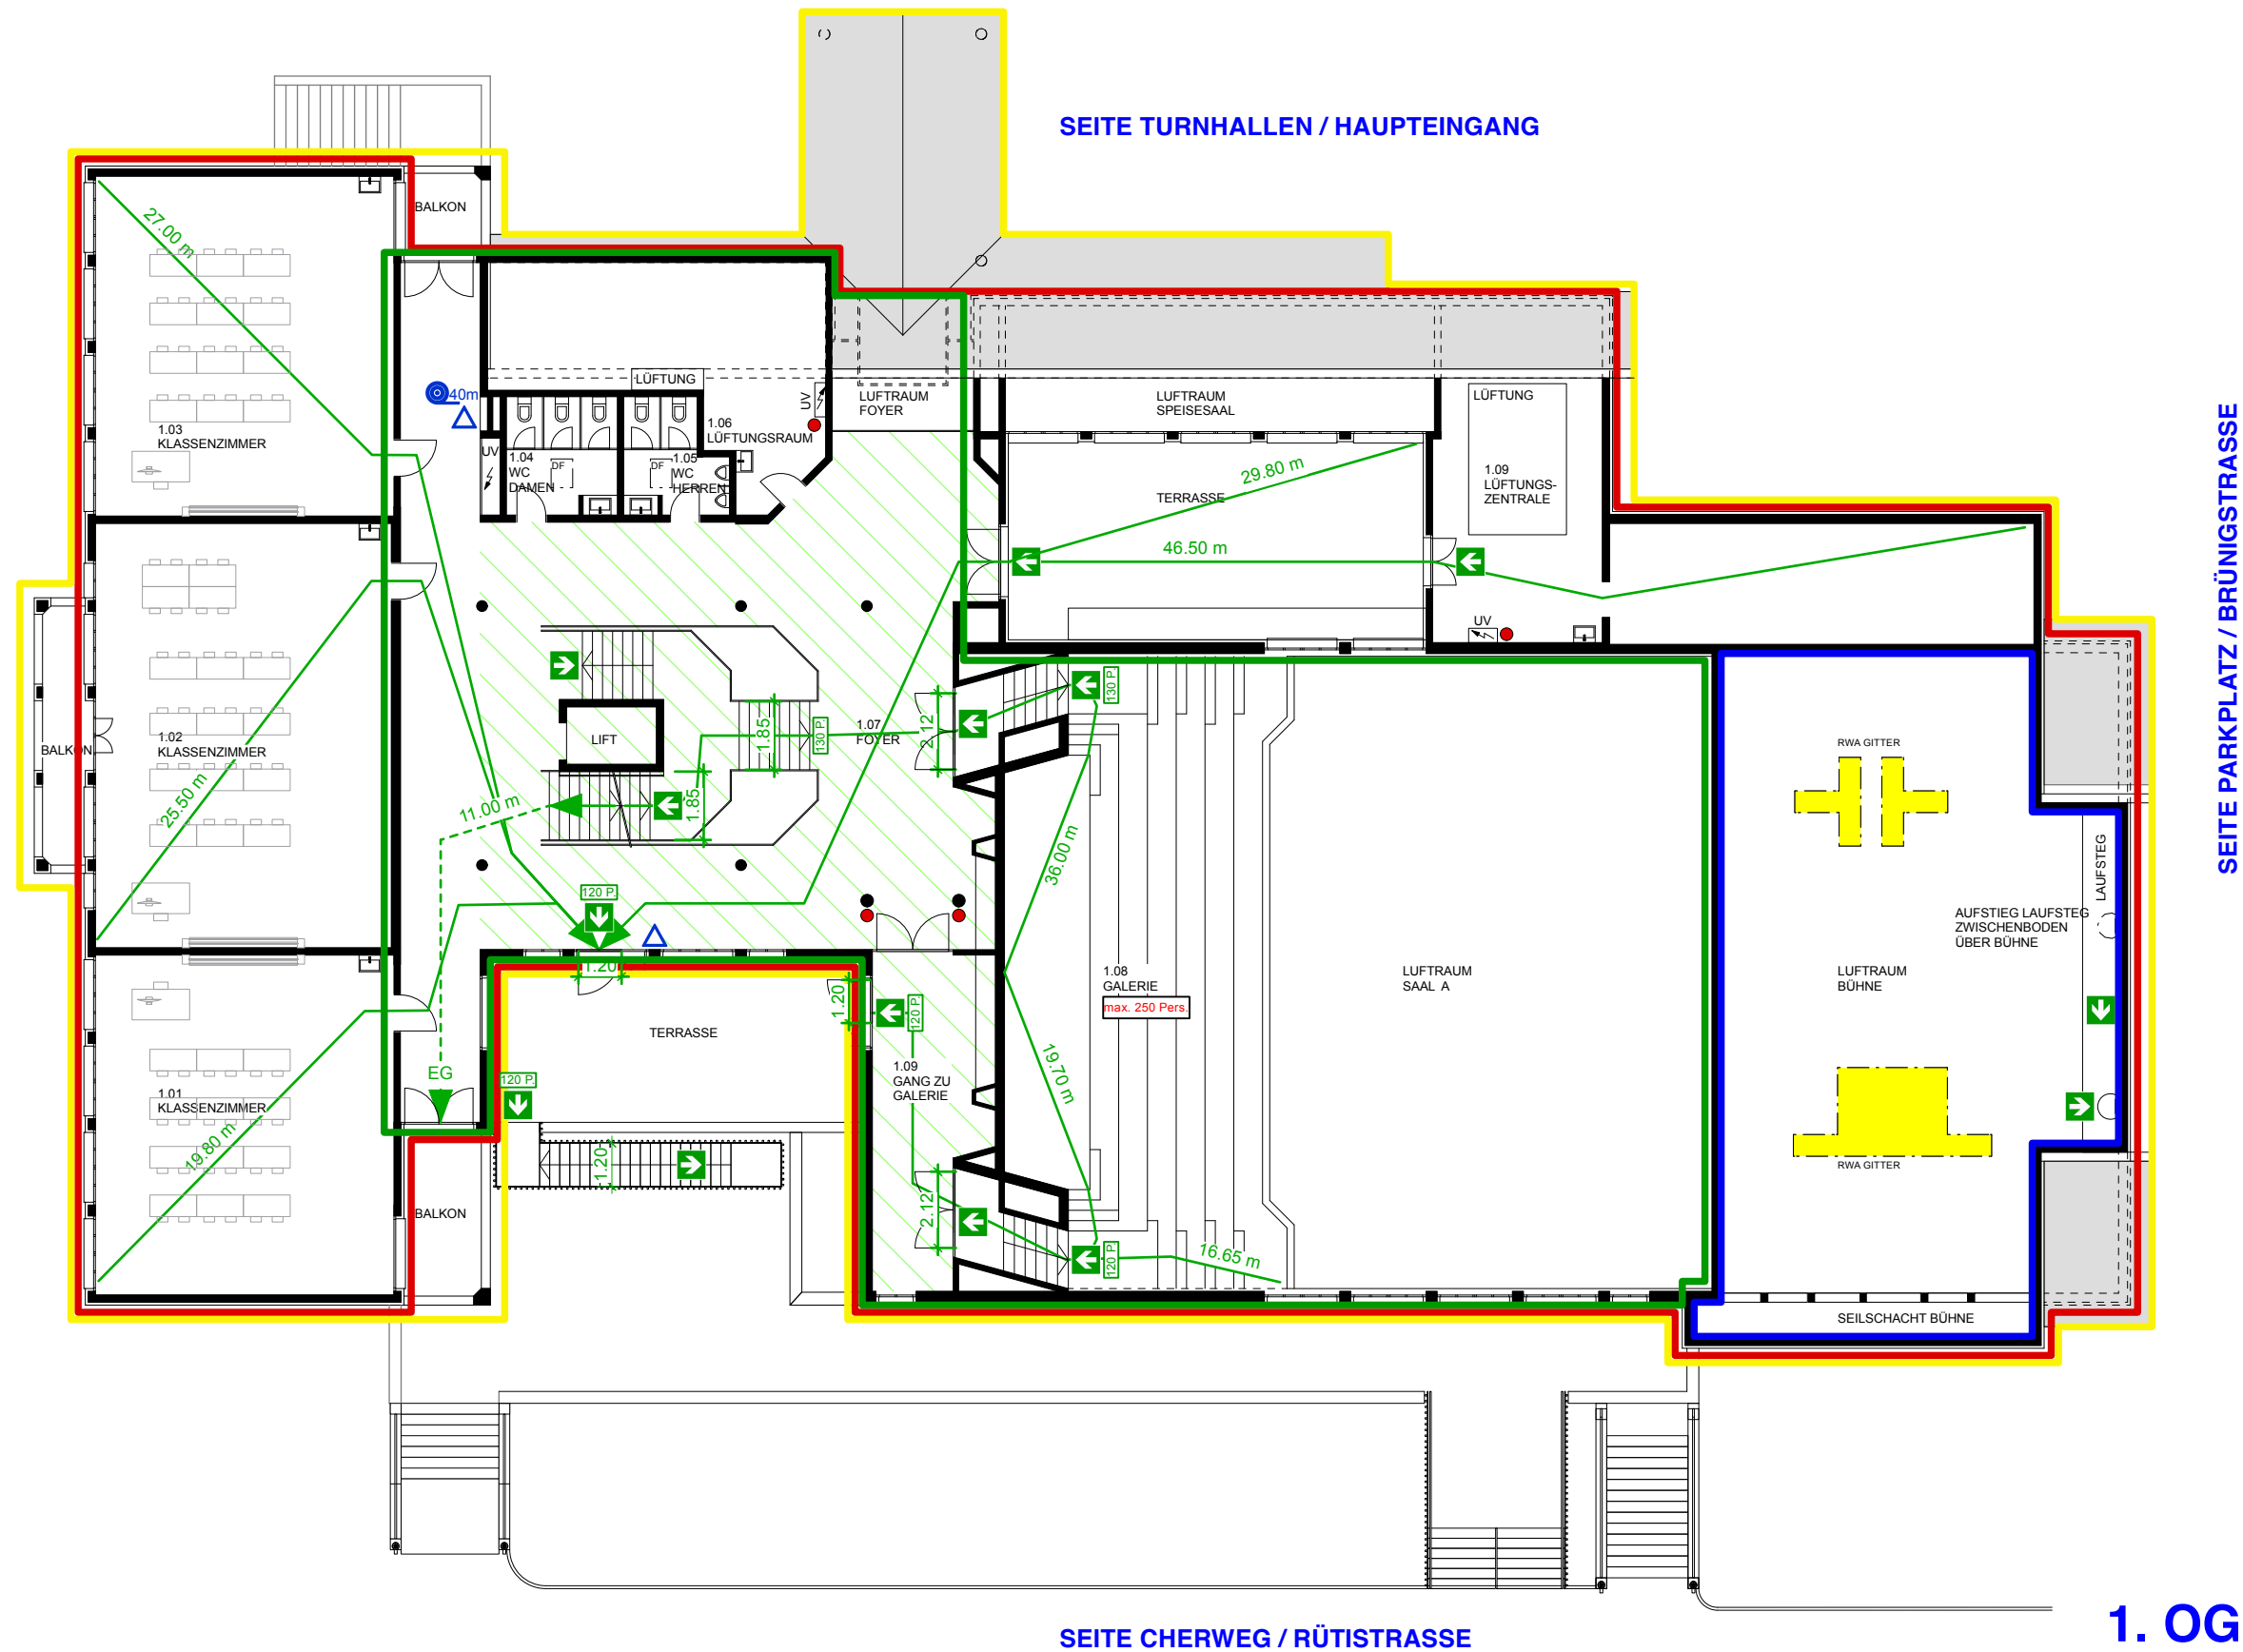 SEITE TURNHALLEN / HAUPTEINGANG
BALKON
27.00 m
LÜFTUNG
40m
UV
LUFTRAUM
FOYER
LUFTRAUM
SPEISESAAL
LÜFTUNG
1.03
KLASSENZIMMER
1.06
LÜFTUNGSRAUM
UV
1.04
WC
DAMEN
DF
DF
1.05
WC
HERREN
29.80 m
TERRASSE
1.09
LÜFTUNGS-
ZENTRALE
46.50 m
UV
SEITE PARKPLATZ / BRÜNIGSTRASSE
130 P.
2.12
1.85
130 P.
1.07
FOYER
LIFT
BALKON
1.02
KLASSENZIMMER
25.50 m
11.00 m
1.85
RWA GITTER
36.00 m
LAUFSTEG
120 P.
AUFSTIEG LAUFSTEG
ZWISCHENBODEN
ÜBER BÜHNE
1.20
1.20
120 P.
1.08
GALERIE
max. 250 Pers.
LUFTRAUM
SAAL A
LUFTRAUM
BÜHNE
TERRASSE
19.70 m
EG
120 P.
1.09
GANG ZU
GALERIE
1.01
KLASSENZIMMER
19.80 m
1.20
RWA GITTER
BALKON
2.12
120 P.
16.65 m
SEILSCHACHT BÜHNE
1. OG
SEITE CHERWEG / RÜTISTRASSE